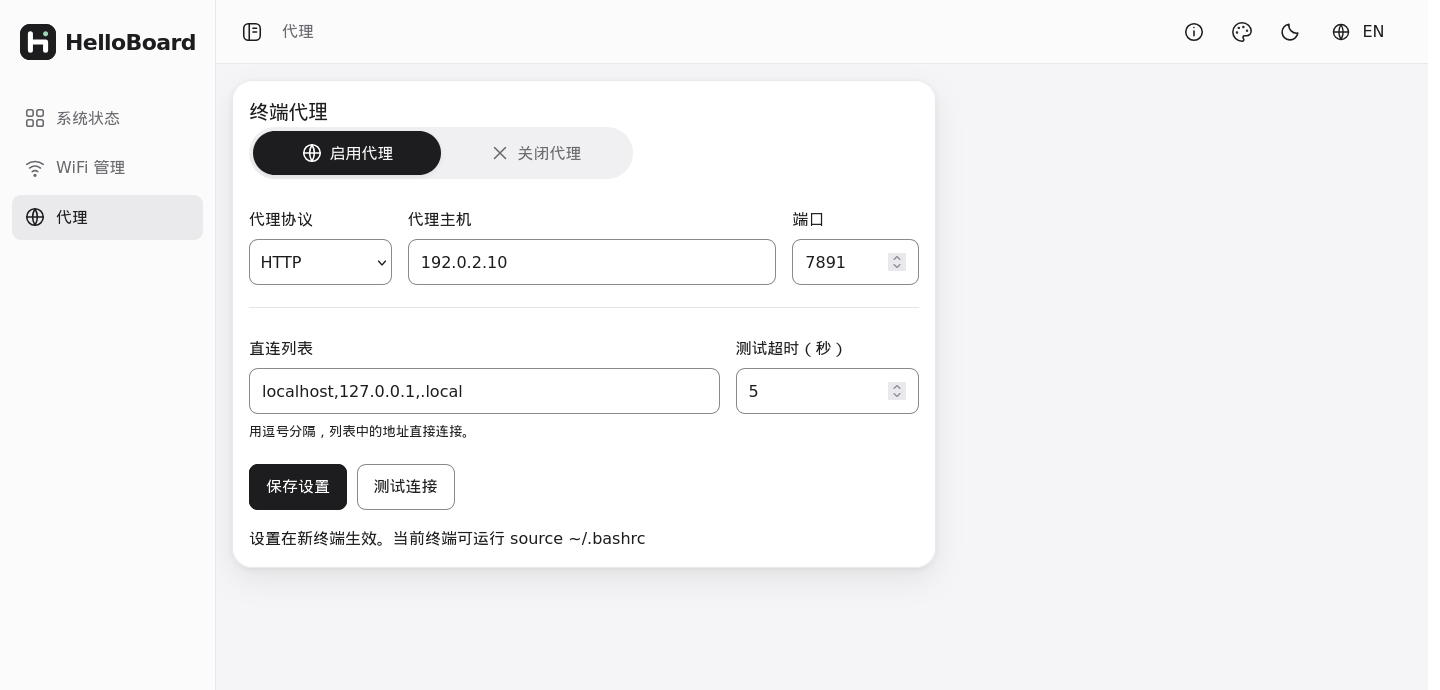 HelloBoard
代理
EN
系统状态
WiFi 管理
代理
终端代理
启用代理
关闭代理
代理协议
代理主机
端口
HTTP
192.0.2.10
7891
直连列表
测试超时（秒）
localhost,127.0.0.1,.local
5
用逗号分隔，列表中的地址直接连接。
保存设置
测试连接
设置在新终端生效。当前终端可运行 source ~/.bashrc